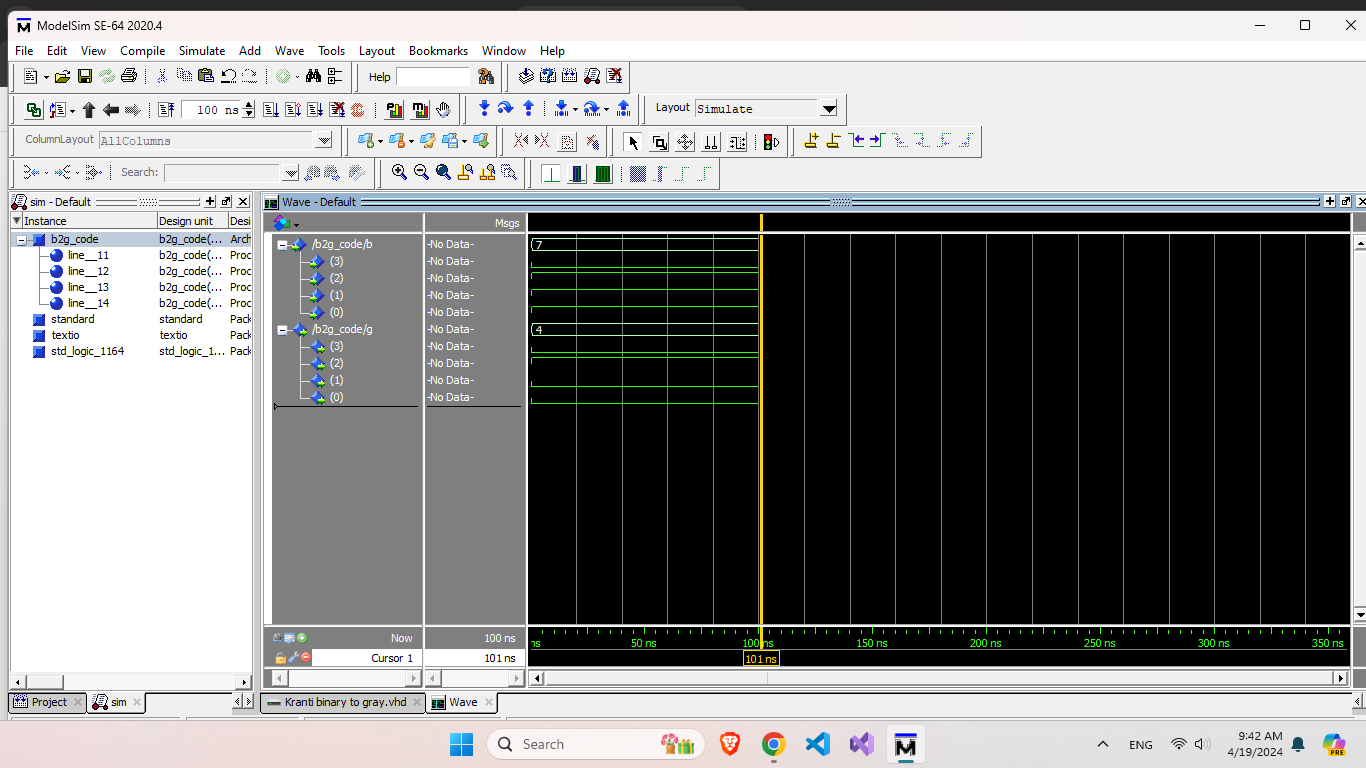 ModelSim SE-64 2020.4
File Edit View Compile Simulate Add Wave Tools Layout Bookmarks Window Help
Help
100 ns Layout Simulate
ColumnLayout AllColumns
Search:
sim - Default
Instance Design unit Desi
b2g_code b2g_code(... Arch
line__11 b2g_code(... Proc
line__12 b2g_code(... Proc
line__13 b2g_code(... Proc
line__14 b2g_code(... Proc
standard standard Pack
textio textio Pack
std_logic_1164 std_logic_1... Pack
Wave - Default
Msgs
/b2g_code/b -No Data- 7
(3) -No Data-
(2) -No Data-
(1) -No Data-
(0) -No Data-
/b2g_code/g -No Data- 4
(3) -No Data-
(2) -No Data-
(1) -No Data-
(0) -No Data-
Now 100 ns ns 50 ns 100 ns 150 ns 200 ns 250 ns 300 ns 350 ns
Cursor 1 101 ns 101 ns
Project sim
Kranti binary to gray.vhd Wave
Search ENG 9:42 AM
4/19/2024
PRE